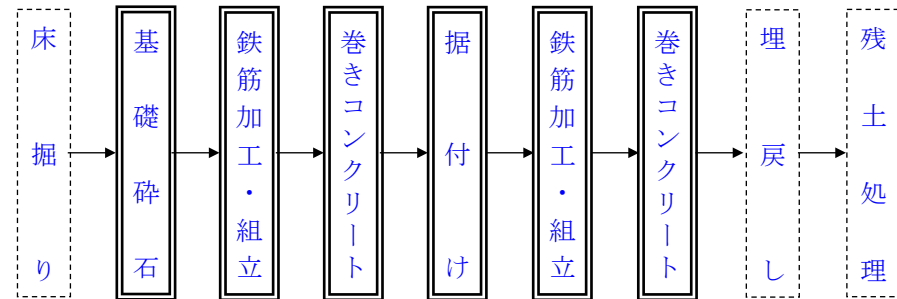 床掘り
基礎砕石
鉄筋加工・組立
巻きコンクリート
据付け
鉄筋加工・組立
巻きコンクリート
埋戻し
残土処理